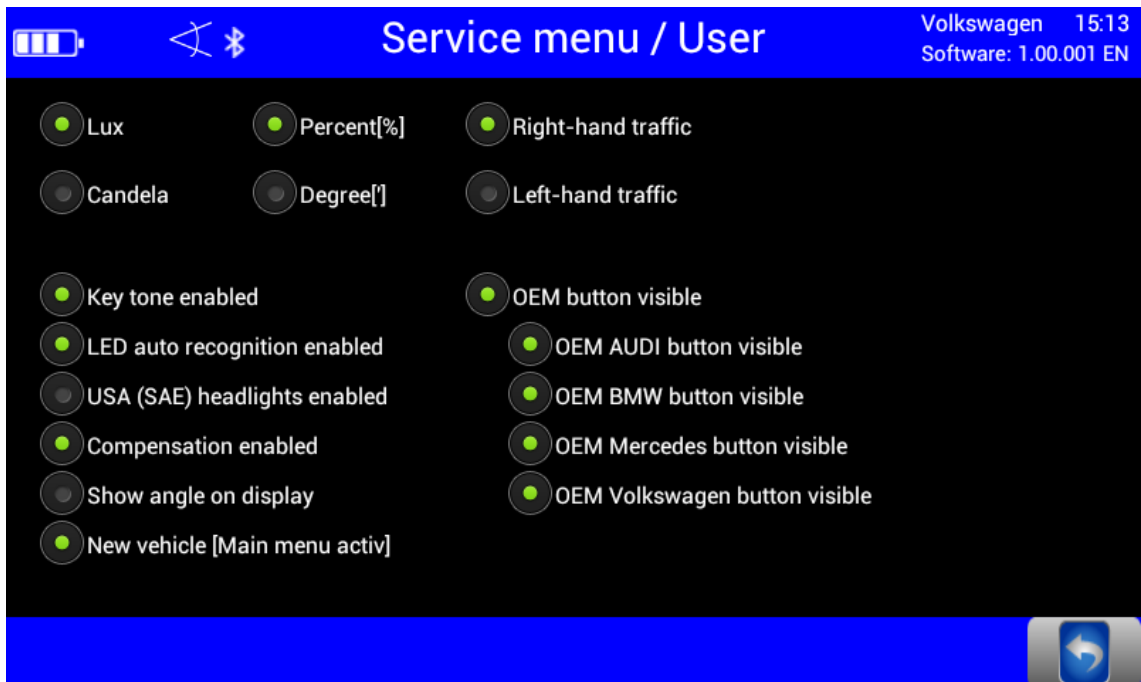 Service menu / User
Volkswagen 15:13
Software: 1.00.001 EN
Lux
Percent[%]
Right-hand traffic
Candela
Degree[']
Left-hand traffic
Key tone enabled
OEM button visible
LED auto recognition enabled
OEM AUDI button visible
USA (SAE) headlights enabled
OEM BMW button visible
Compensation enabled
OEM Mercedes button visible
Show angle on display
OEM Volkswagen button visible
New vehicle [Main menu activ]